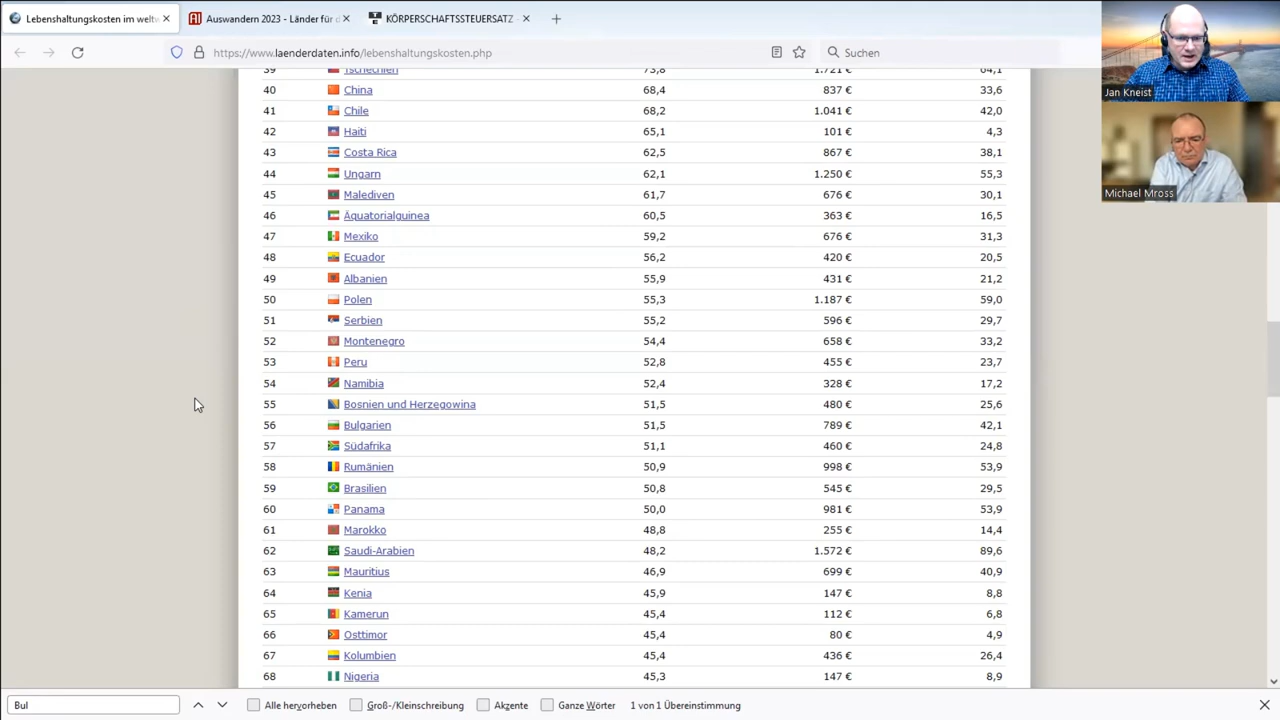 Lebenshaltungskosten im weltw
Auswandern 2023 - Länder für d
KÖRPERSCHAFTSSTEUERSATZ -
https://www.laenderdaten.info/lebenshaltungskosten.php
Suchen
Jan Kneist
Michael Mross
39 Tschechien 73,8 1.721 € 64,1
40 China 68,4 837 € 33,6
41 Chile 68,2 1.041 € 42,0
42 Haiti 65,1 101 € 4,3
43 Costa Rica 62,5 867 € 38,1
44 Ungarn 62,1 1.250 € 55,3
45 Malediven 61,7 676 € 30,1
46 Äquatorialguinea 60,5 363 € 16,5
47 Mexiko 59,2 676 € 31,3
48 Ecuador 56,2 420 € 20,5
49 Albanien 55,9 431 € 21,2
50 Polen 55,3 1.187 € 59,0
51 Serbien 55,2 596 € 29,7
52 Montenegro 54,4 658 € 33,2
53 Peru 52,8 455 € 23,7
54 Namibia 52,4 328 € 17,2
55 Bosnien und Herzegowina 51,5 480 € 25,6
56 Bulgarien 51,5 789 € 42,1
57 Südafrika 51,1 460 € 24,8
58 Rumänien 50,9 998 € 53,9
59 Brasilien 50,8 545 € 29,5
60 Panama 50,0 981 € 53,9
61 Marokko 48,8 255 € 14,4
62 Saudi-Arabien 48,2 1.572 € 89,6
63 Mauritius 46,9 699 € 40,9
64 Kenia 45,9 147 € 8,8
65 Kamerun 45,4 112 € 6,8
66 Osttimor 45,4 80 € 4,9
67 Kolumbien 45,4 436 € 26,4
68 Nigeria 45,3 147 € 8,9
Bul
Alle hervorheben
Groß-/Kleinschreibung
Akzente
Ganze Wörter
1 von 1 Übereinstimmung